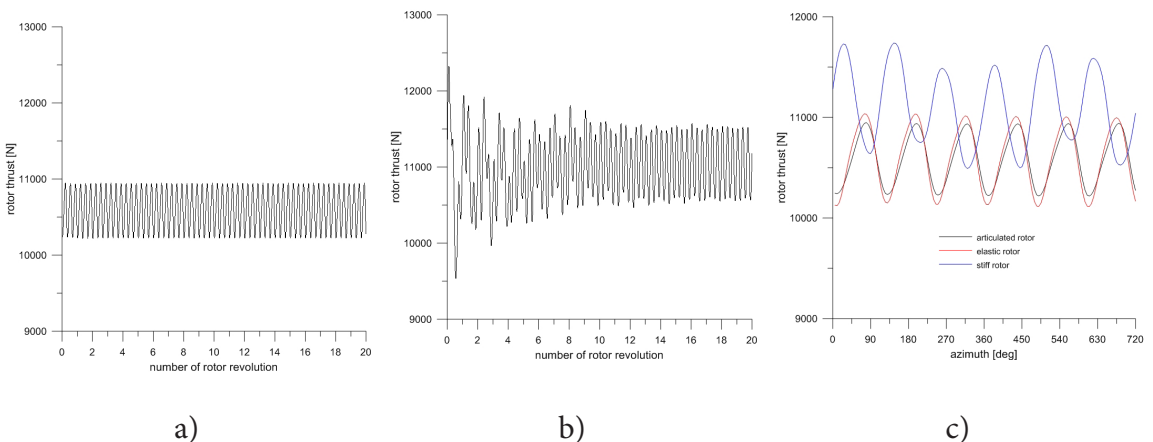 13000
12000
11000
10000
9000
rotor thrust [N]
0 2 4 6 8 10 12 14 16 18 20
number of rotor revolution
a)
13000
12000
11000
10000
9000
rotor thrust [N]
0 2 4 6 8 10 12 14 16 18 20
number of rotor revolution
b)
12000
11000
10000
9000
rotor thrust [N]
articulated rotor
elastic rotor
stiff rotor
0 90 180 270 360 450 540 630 720
azimuth [deg]
c)